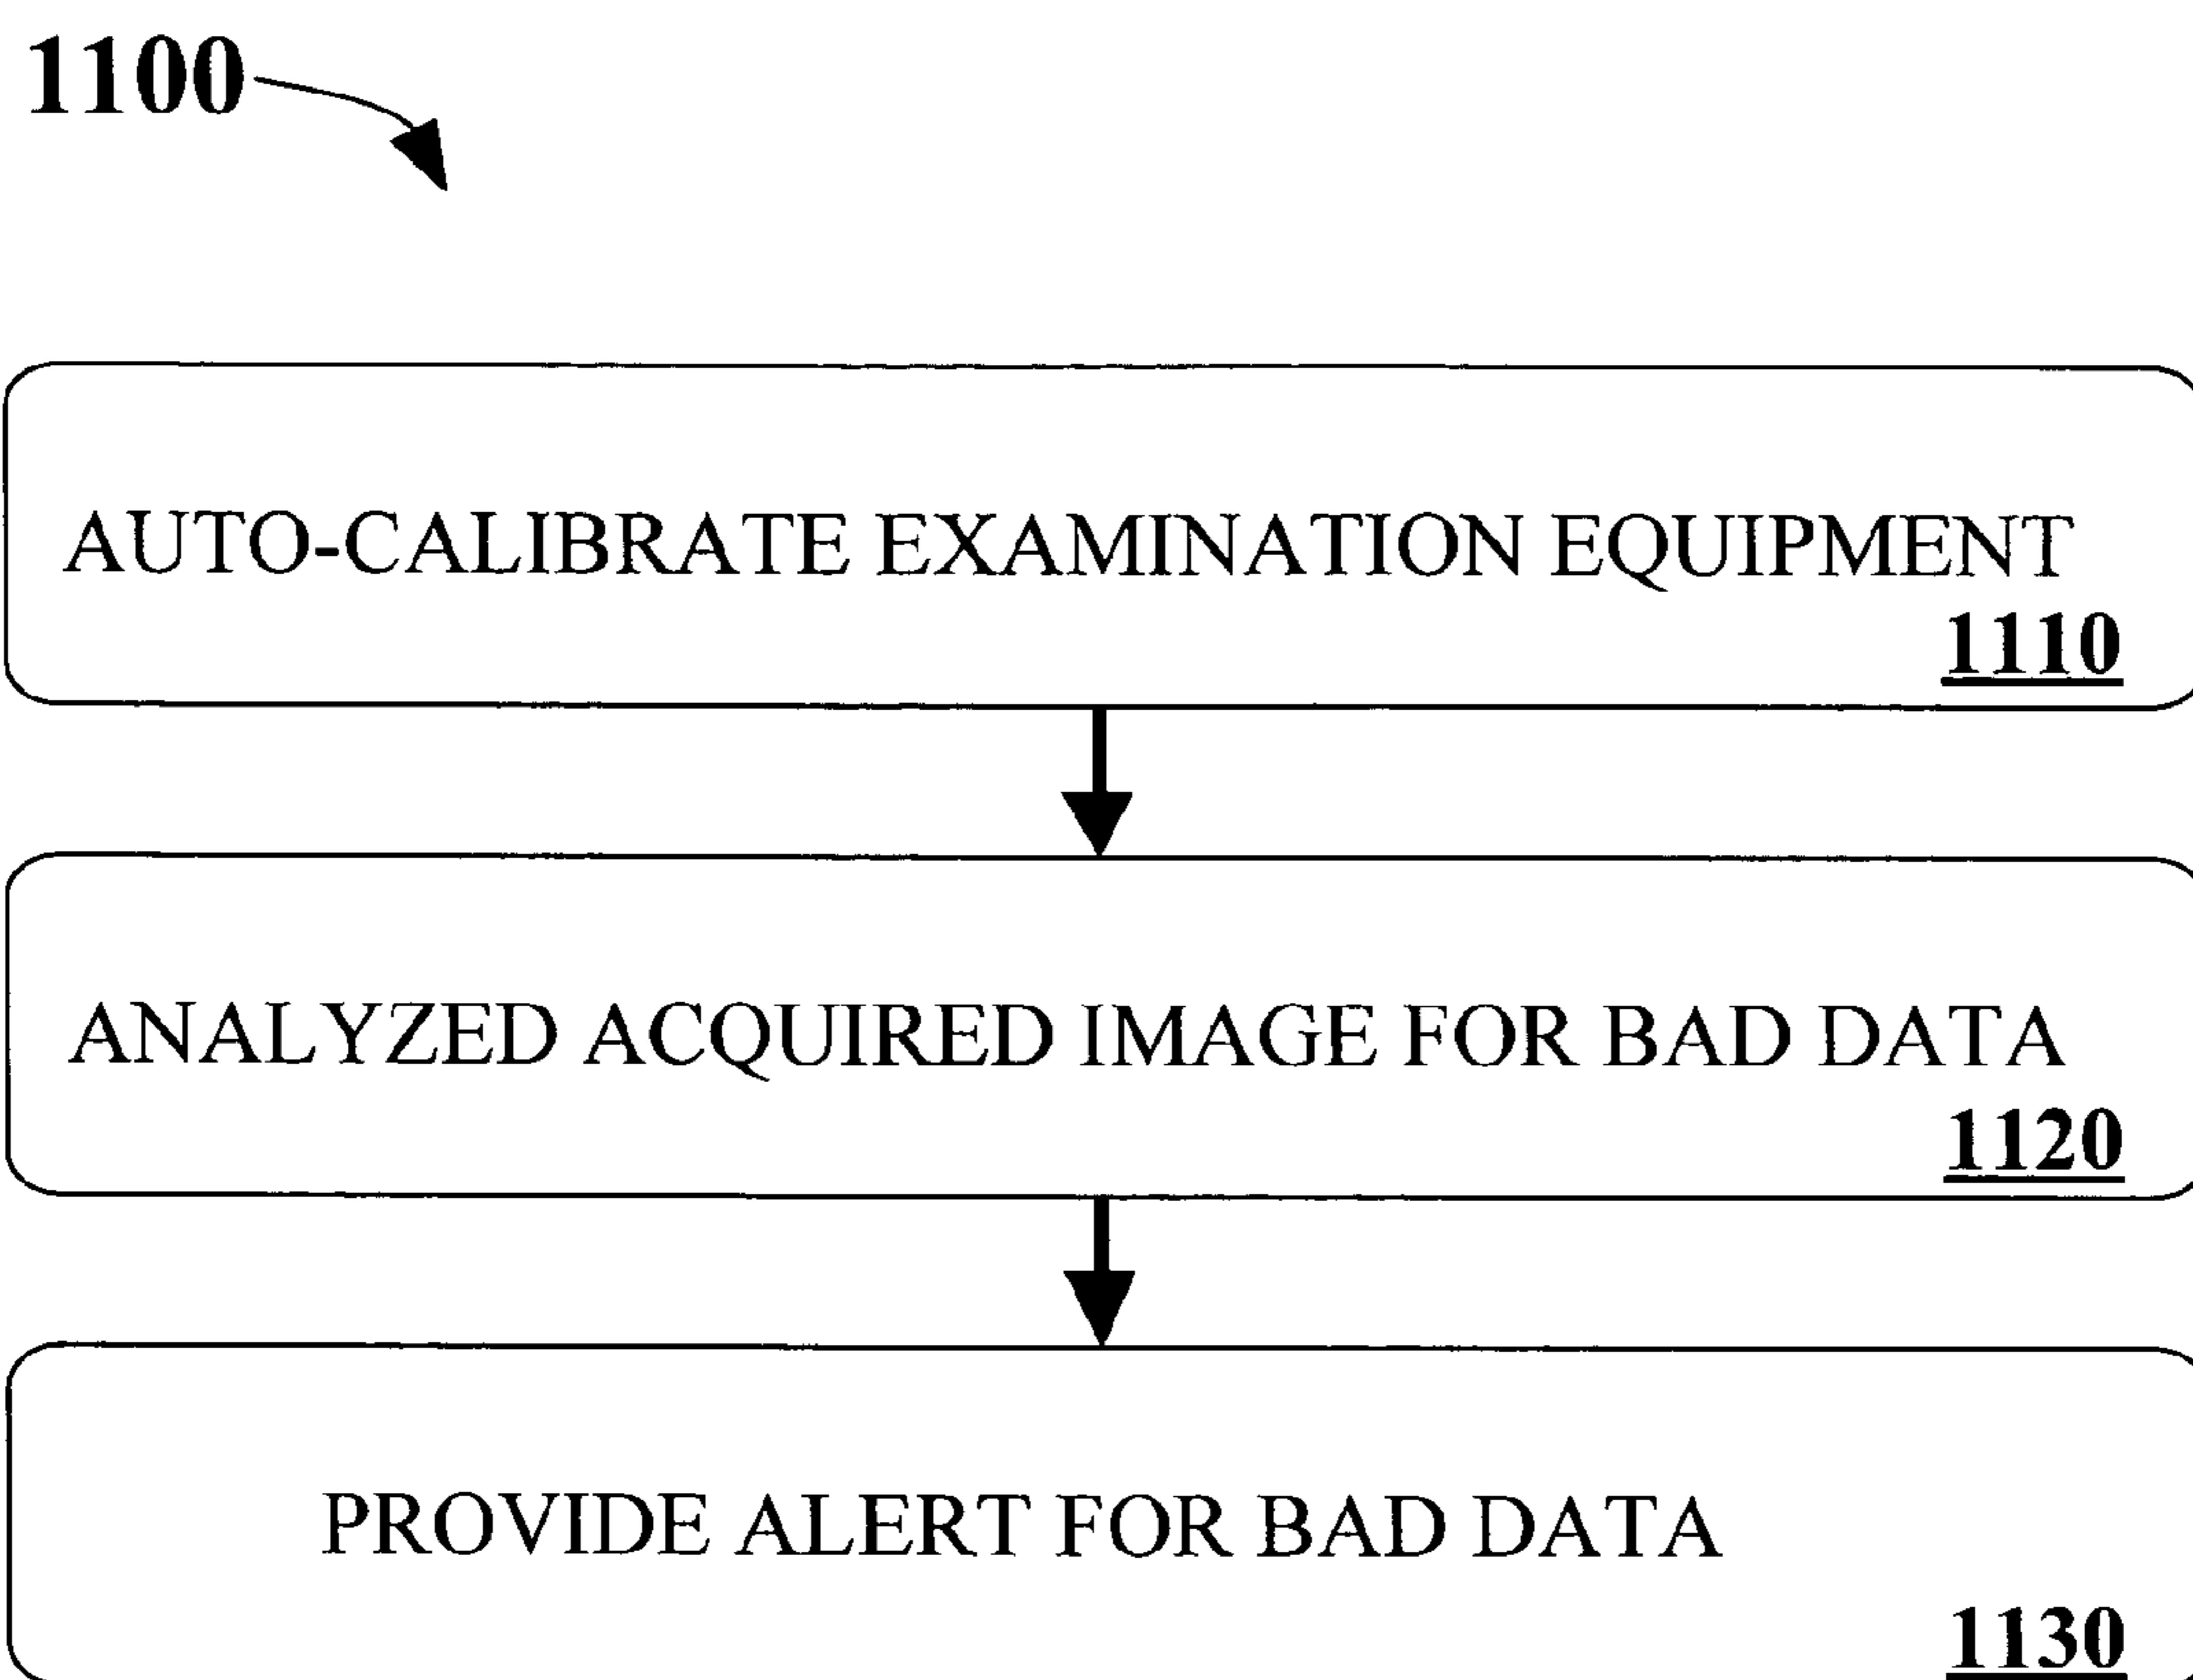 1100
AUTO-CALIBRATE EXAMINATION EQUIPMENT
1110
ANALYZED ACQUIRED IMAGE FOR BAD DATA
1120
PROVIDE ALERT FOR BAD DATA
1130